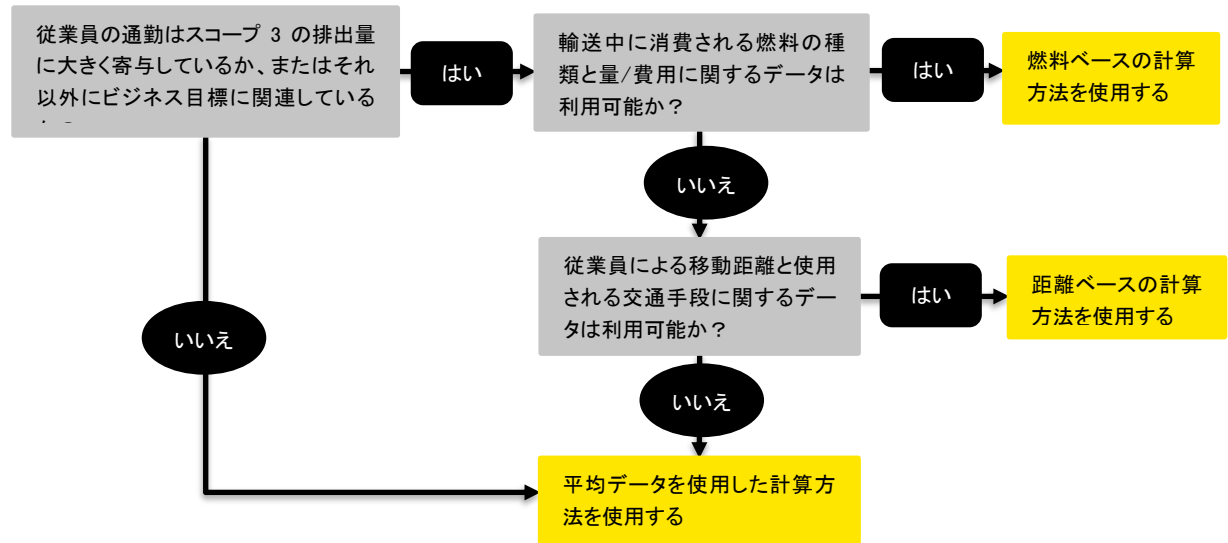 従業員の通勤はスコープ 3 の排出量
に大きく寄与しているか、またはそれ
以外にビジネス目標に関連している
はい
輸送中に消費される燃料の種
類と量/費用に関するデータは
利用可能か？
はい
燃料ベースの計算
方法を使用する
いいえ
従業員による移動距離と使用
される交通手段に関するデー
タは利用可能か？
はい
距離ベースの計算
方法を使用する
いいえ
いいえ
平均データを使用した計算方
法を使用する